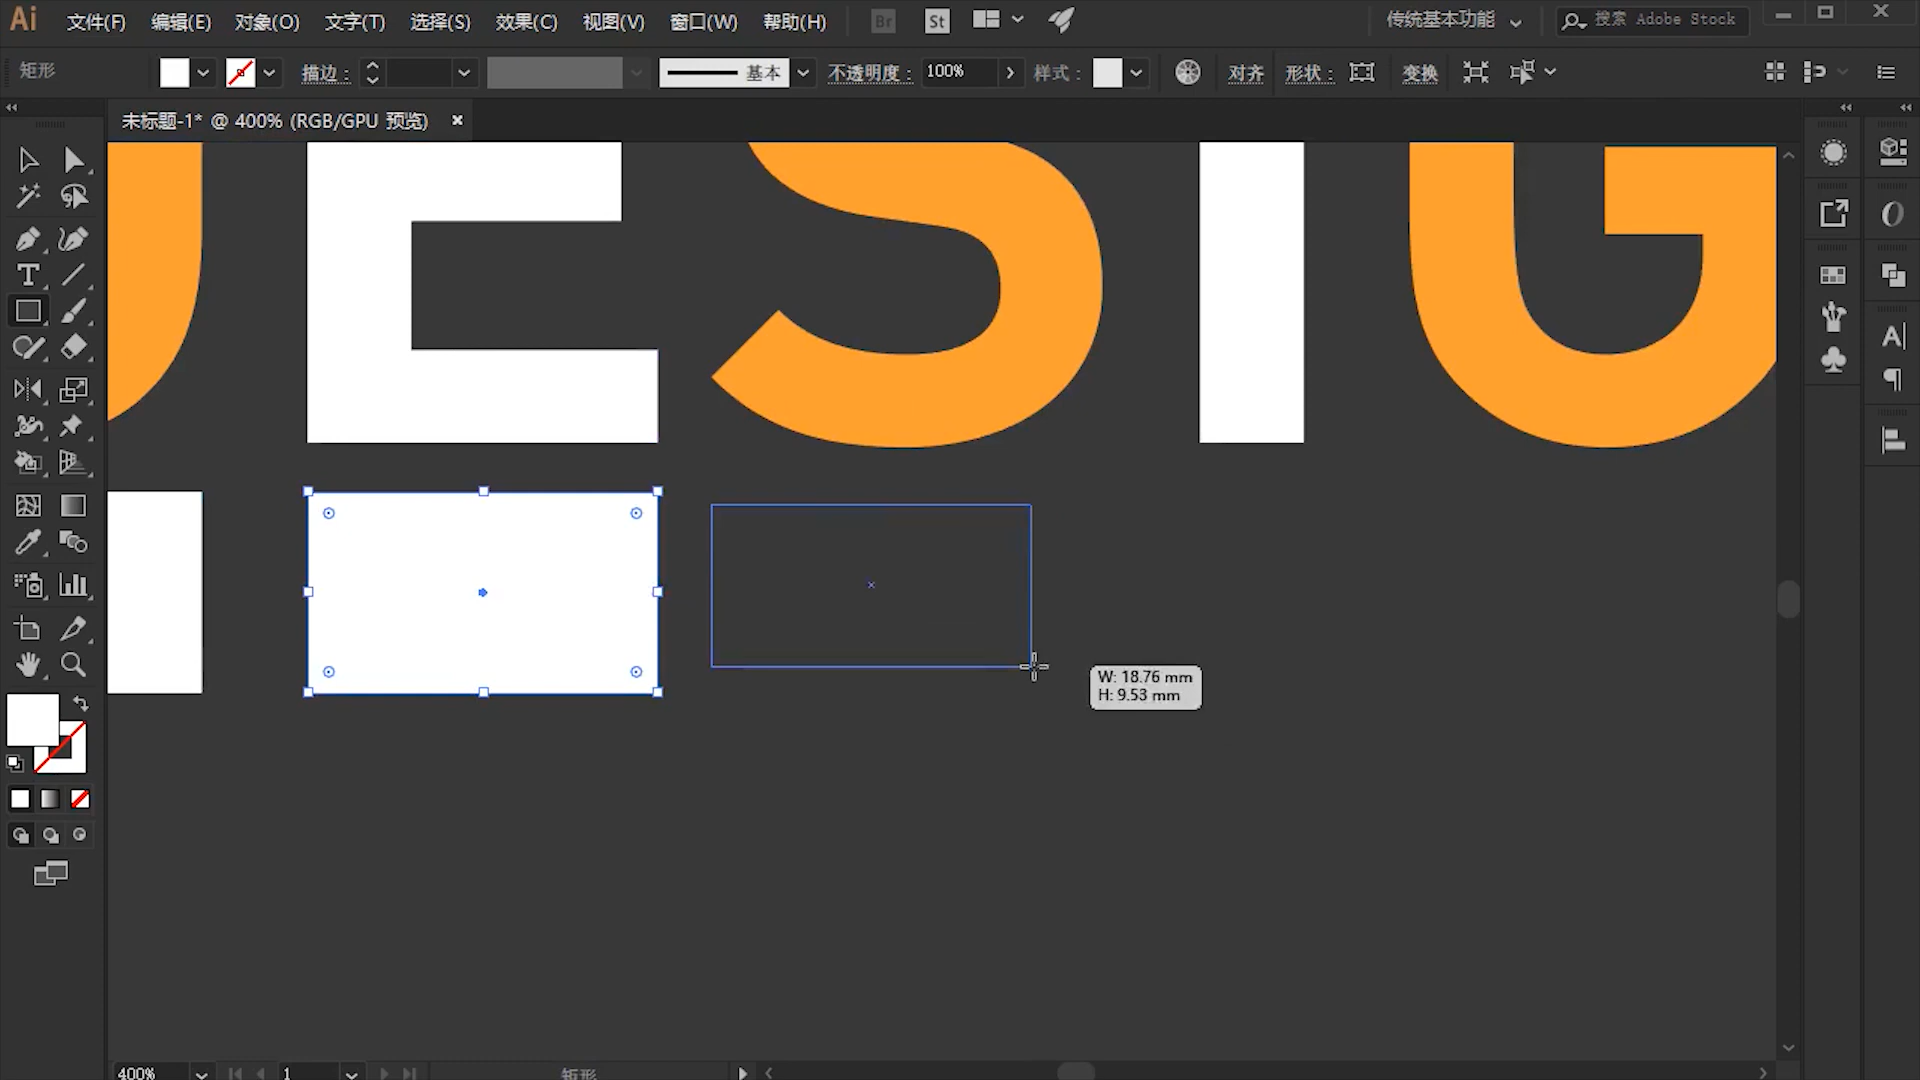 Ai 文件(F) 编辑(E) 对象(O) 文字(T) 选择(S) 效果(C) 视图(V) 窗口(W) 帮助(H) Br St 传统基本功能 搜索 Adobe Stock
矩形 描边： 基本 不透明度： 100% 样式： 对齐 形状： 变换
未标题-1* @ 400% (RGB/GPU 预览)
ESIG
W: 18.76 mm
H: 9.53 mm
400% 1 矩形